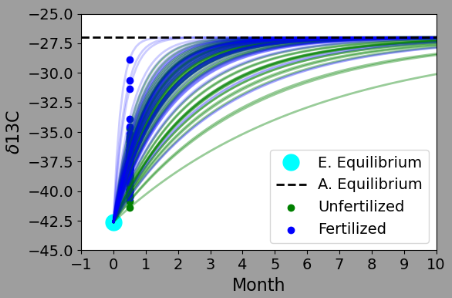 −25.0
−27.5
−30.0
−32.5
−35.0
−37.5
−40.0
−42.5
−45.0
δ13C
E. Equilibrium
A. Equilibrium
Unfertilized
Fertilized
−1 0 1 2 3 4 5 6 7 8 9 10
Month